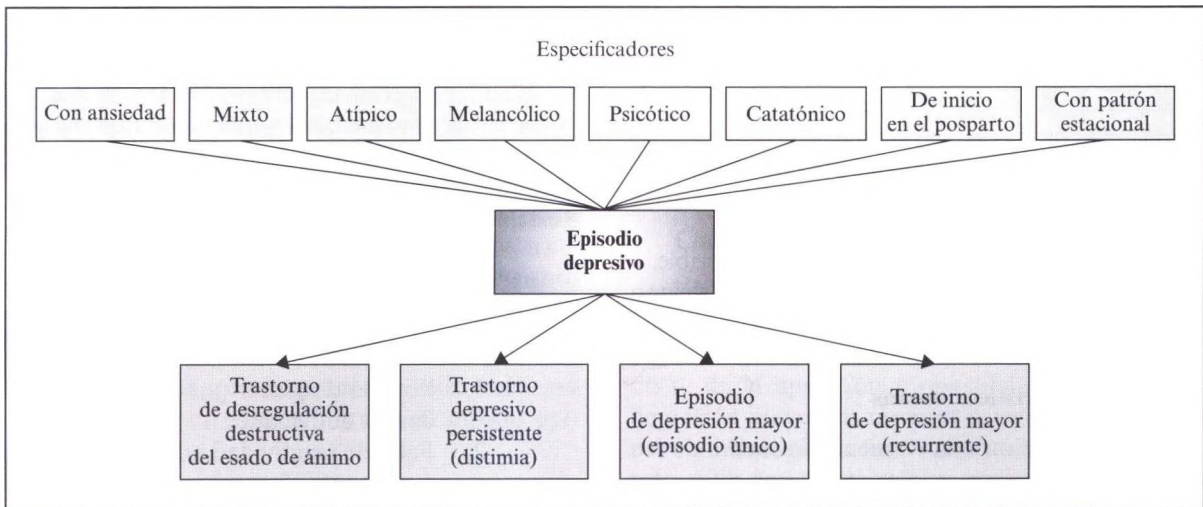 Especificadores
Con ansiedad
Mixto
Atípico
Melancólico
Psicótico
Catatónico
De inicio
en el posparto
Con patrón
estacional
Episodio
depresivo
Trastorno
de desregulación
destructiva
del esado de ánimo
Trastorno
depresivo
persistente
(distimia)
Episodio
de depresión mayor
(episodio único)
Trastorno
de depresión mayor
(recurrente)